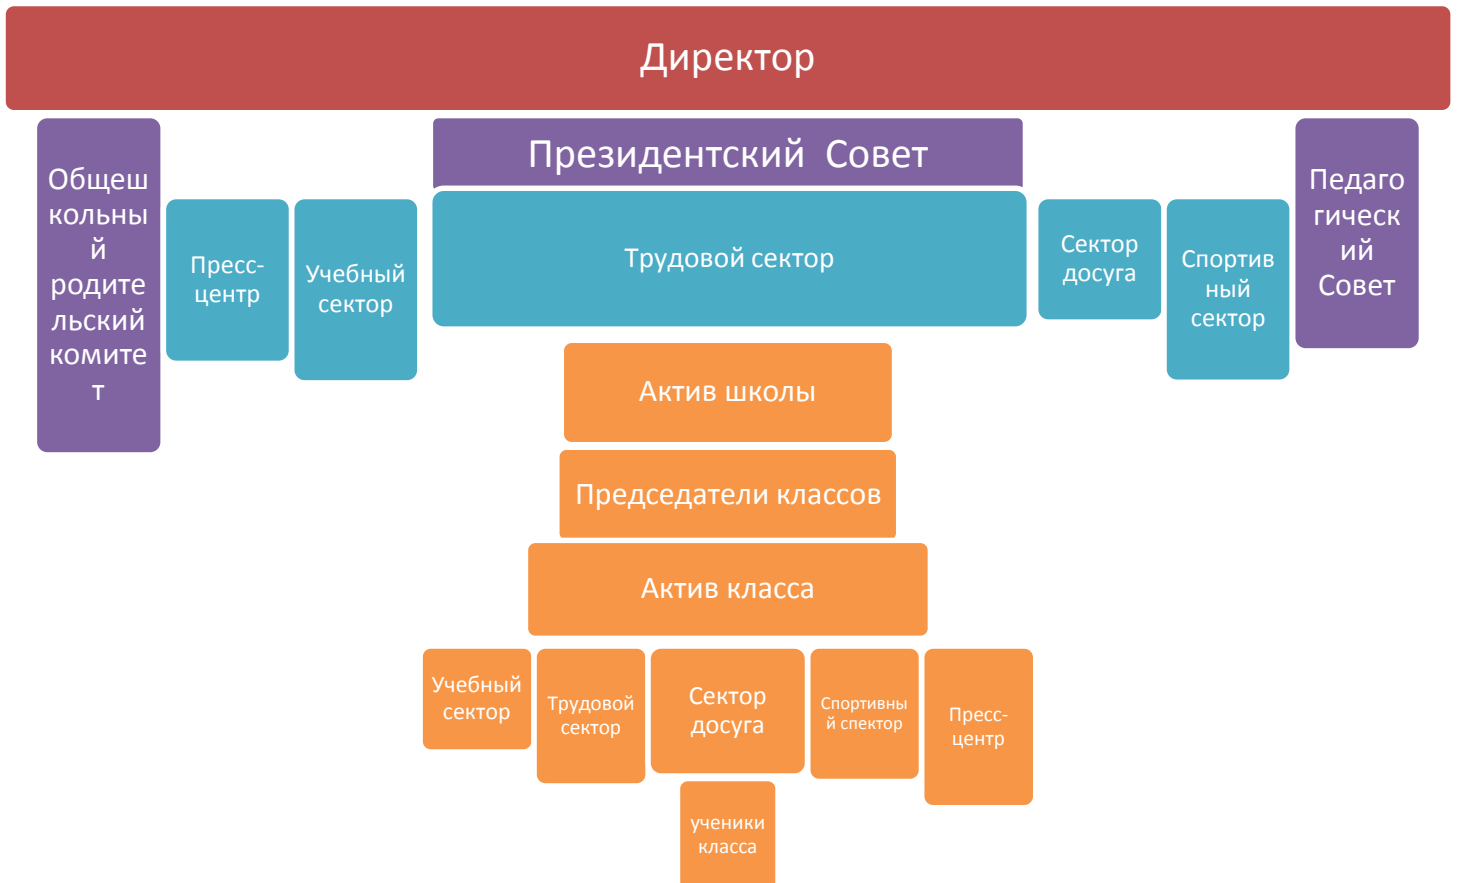 Директор
Общеш
кольны
й
родите
льский
комите
т
Пресс-
центр
Учебный
сектор
Президентский  Совет
Трудовой сектор
Сектор
досуга
Спортив
ный
сектор
Педаго
гическ
ий
Совет
Актив школы
Председатели классов
Актив класса
Учебный
сектор
Трудовой
сектор
Сектор
досуга
Спортивны
й спектор
Пресс-
центр
ученики
класса